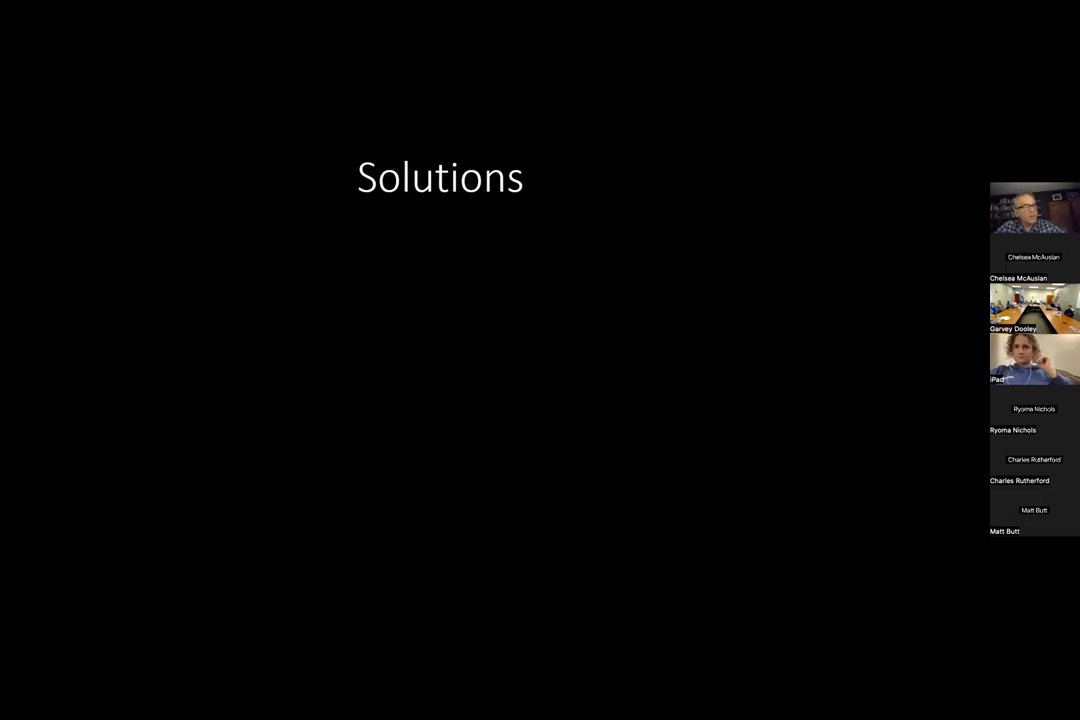 Solutions
Chelsea McAuslan
Chelsea McAuslan
Garvey Dooley
iPad
Ryoma Nichols
Ryoma Nichols
Charles Rutherford
Charles Rutherford
Matt Butt
Matt Butt